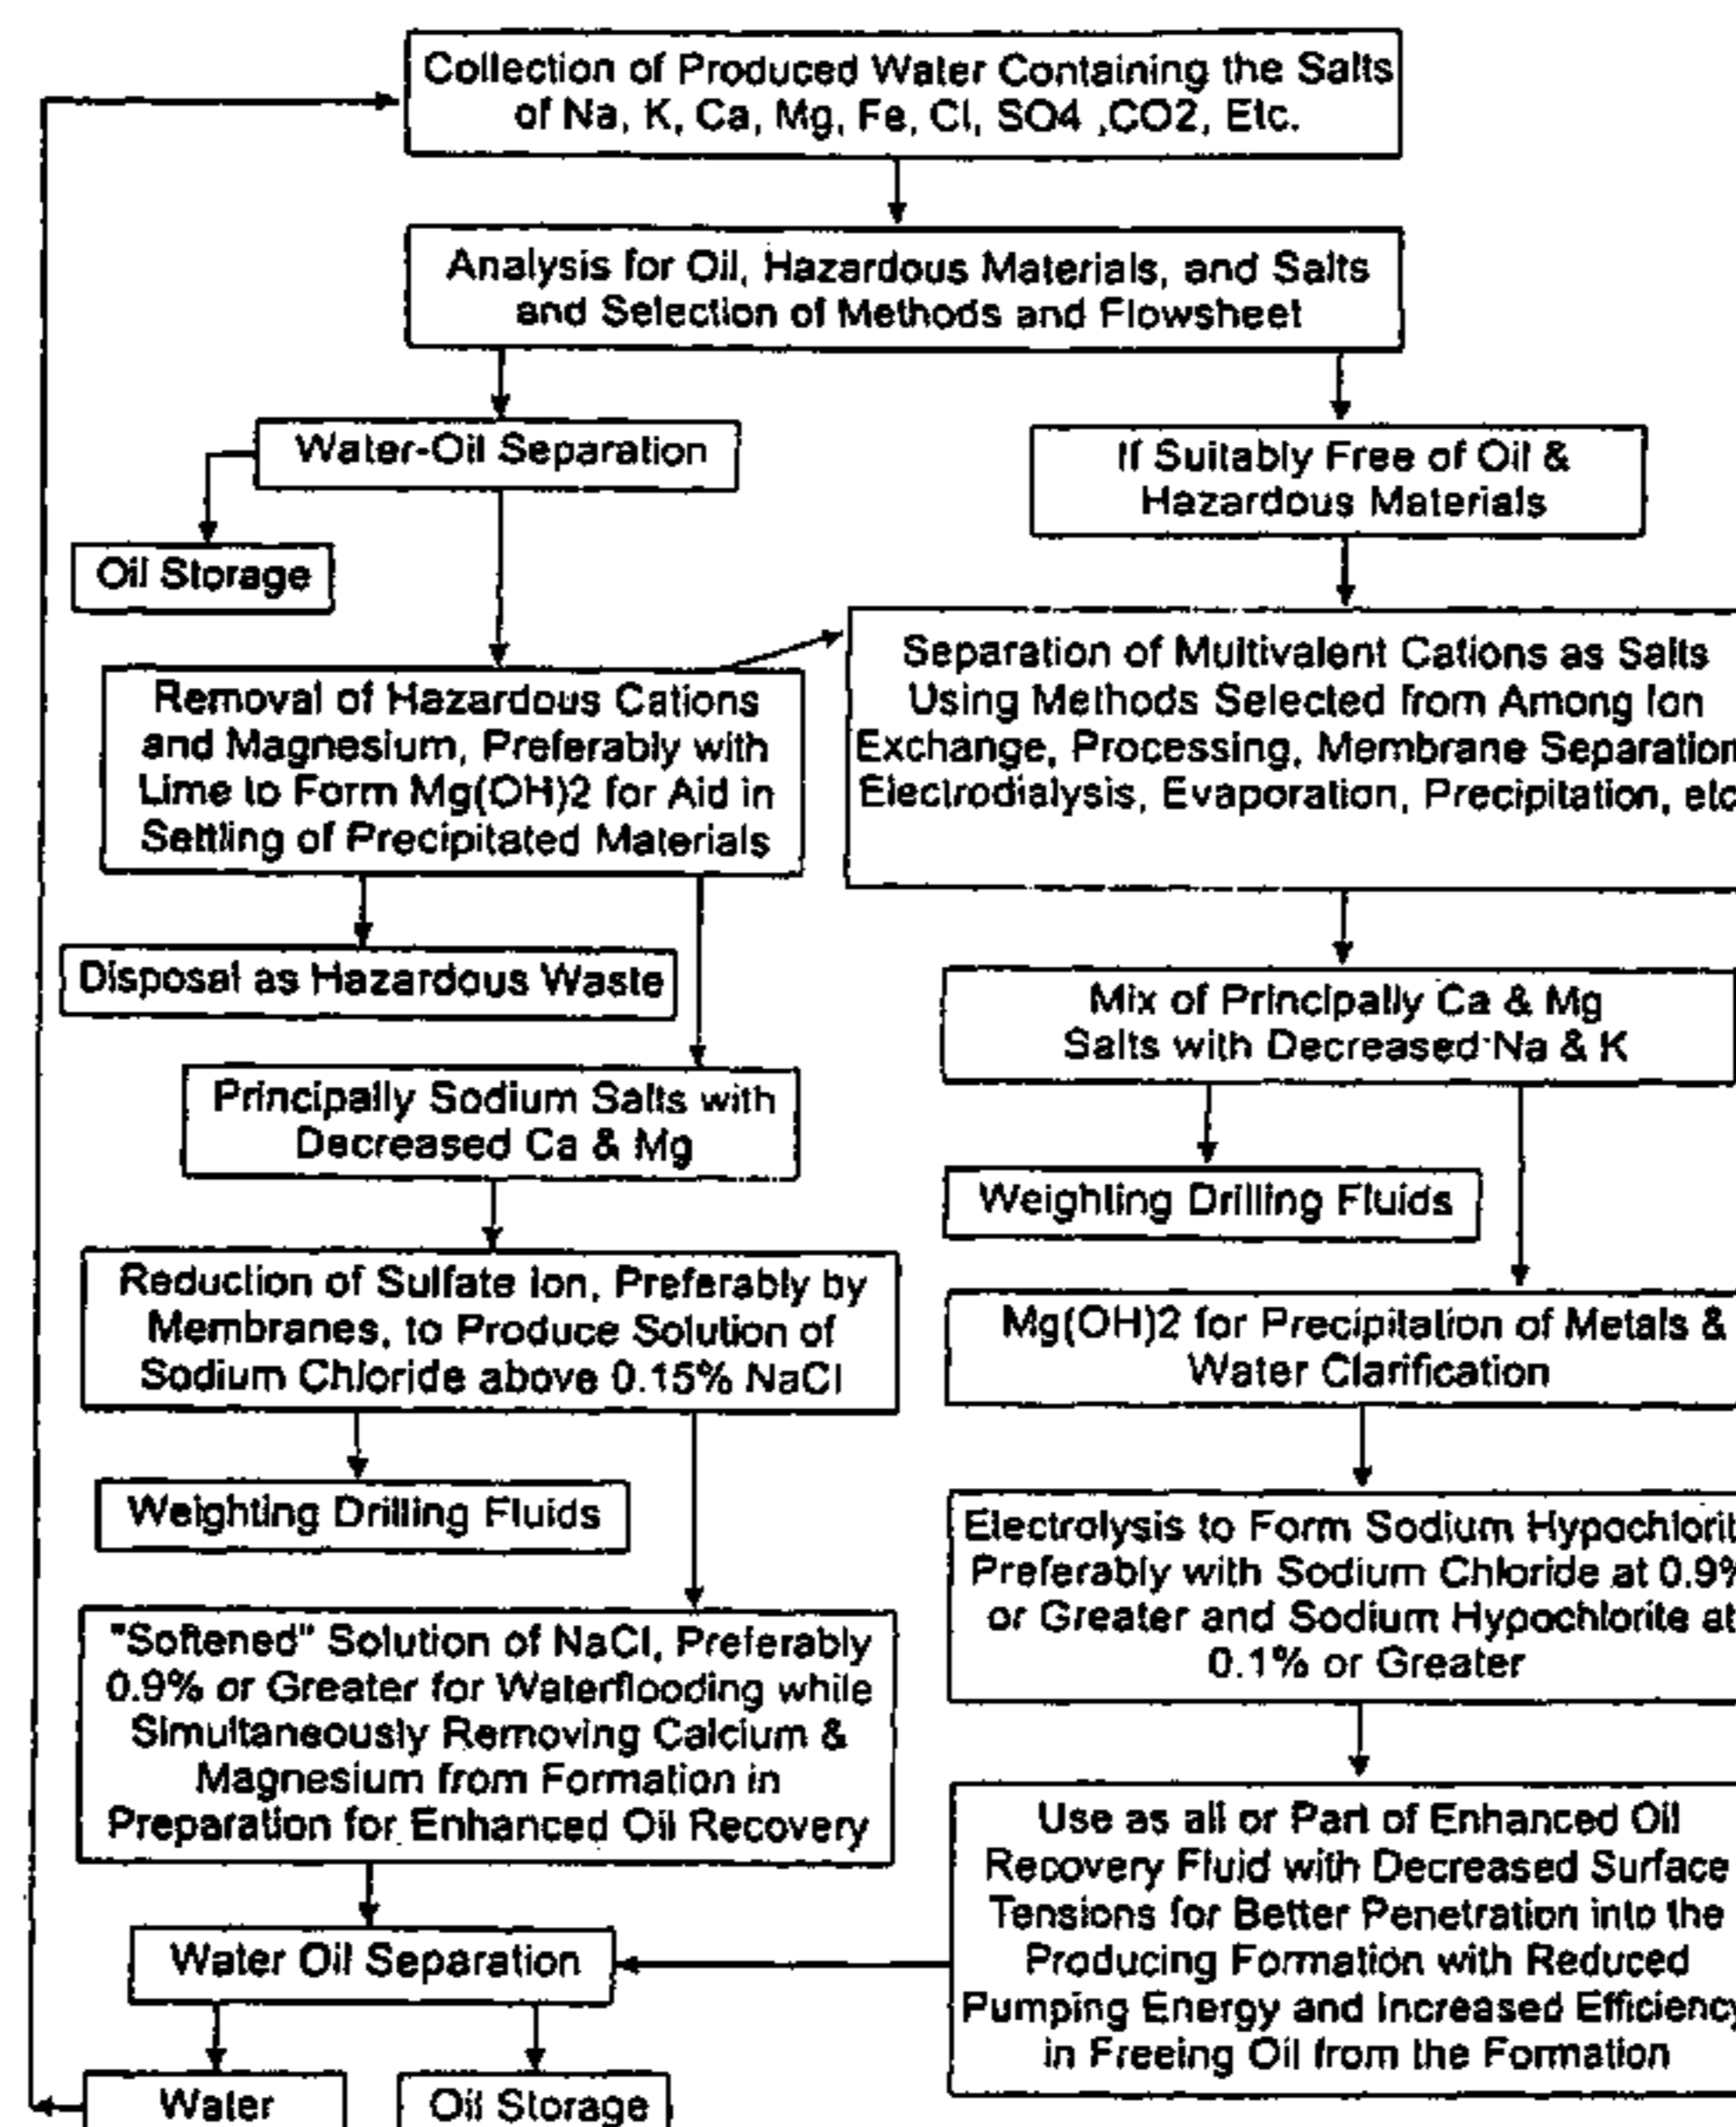 Collection of Produced Water Containing the Salts
of Na, K, Ca, Mg, Fe, Cl, SO4 ,CO2, Etc.
Analysis for Oil, Hazardous Materials, and Salts
and Selection of Methods and Flowsheet
Water-Oil Separation
If Suitably Free of Oil &
Hazardous Materials
Oil Storage
Removal of Hazardous Cations
and Magnesium, Preferably with
Lime to Form Mg(OH)2 for Aid in
Settling of Precipitated Materials
Separation of Multivalent Cations as Salts
Using Methods Selected from Among Ion
Exchange, Processing, Membrane Separation
Electrodialysis, Evaporation, Precipitation, etc
Disposal as Hazardous Waste
Mix of Principally Ca & Mg
Salts with Decreased Na & K
Principally Sodium Salts with
Decreased Ca & Mg
Weighting Drilling Fluids
Reduction of Sulfate Ion, Preferably by
Membranes, to Produce Solution of
Sodium Chloride above 0.15% NaCl
Mg(OH)2 for Precipitation of Metals &
Water Clarification
Weighting Drilling Fluids
Electrolysis to Form Sodium Hypochlorit
Preferably with Sodium Chloride at 0.9%
or Greater and Sodium Hypochlorite at
0.1% or Greater
"Softened" Solution of NaCl, Preferably
0.9% or Greater for Waterflooding while
Simultaneously Removing Calcium &
Magnesium from Formation in
Preparation for Enhanced Oil Recovery
Use as all or Part of Enhanced Oil
Recovery Fluid with Decreased Surface
Tensions for Better Penetration into the
Producing Formation with Reduced
Pumping Energy and Increased Efficiency
in Freeing Oil from the Formation
Water Oil Separation
Water
Oil Storage